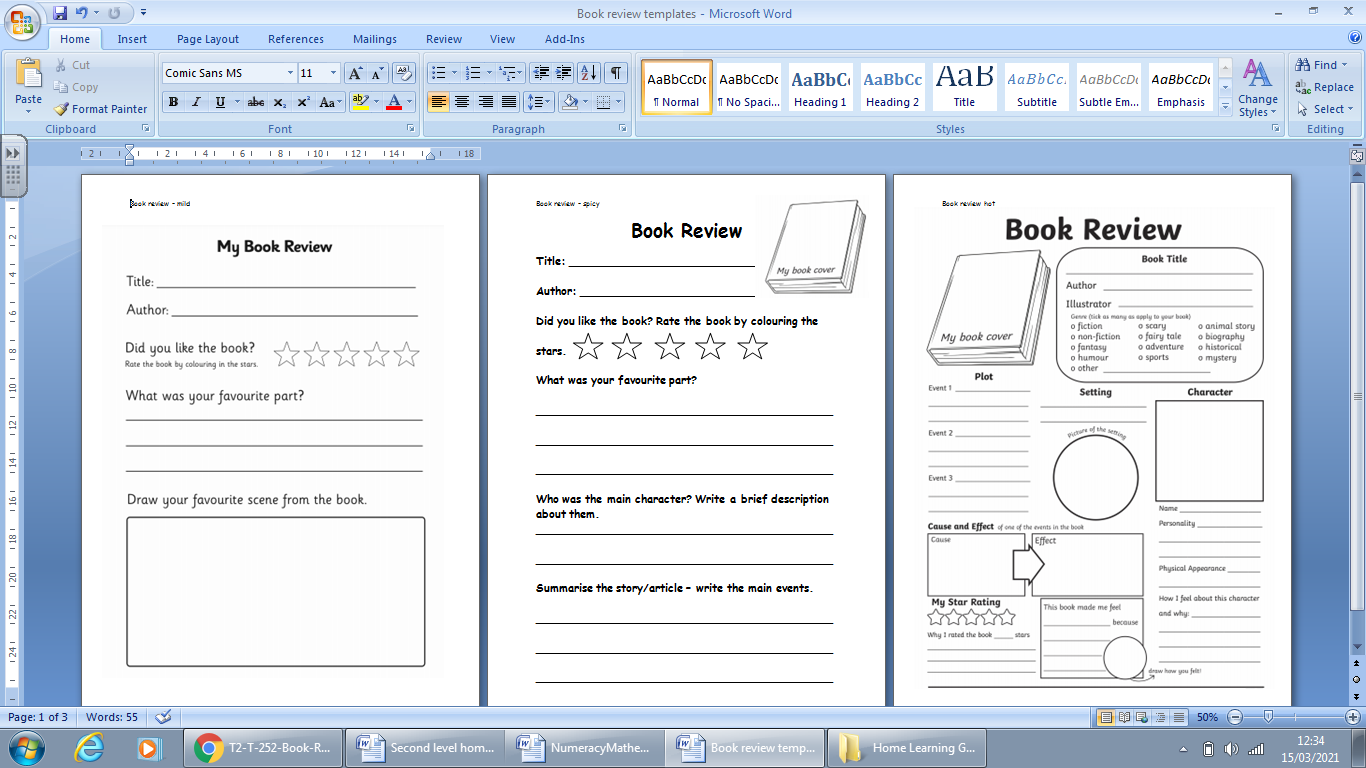 Book review templates - Microsoft Word
Home Insert Page Layout References Mailings Review View Add-Ins
Paste
Cut
Copy
Format Painter
Clipboard
Comic Sans MS 11
B I U abc x₂ x² Aa
Font
Paragraph
AaBbCcDc AaBbCcDc AaBbC AaBbCc AaB AaBbCc. AaBbCcDc AaBbCcDc
¶ Normal ¶ No Spaci... Heading 1 Heading 2 Title Subtitle Subtle Em... Emphasis
Change Styles
Styles
Find
Replace
Select
Editing
2 2 4 6 8 10 12 14 18
Book review – mild
My Book Review
Title:
Author:
Did you like the book?
Rate the book by colouring in the stars.
What was your favourite part?
Draw your favourite scene from the book.
Book review – spicy
Book Review
My book cover
Title:
Author:
Did you like the book? Rate the book by colouring the
stars.
What was your favourite part?
Who was the main character? Write a brief description
about them.
Summarise the story/article – write the main events.
Book review hot
Book Review
My book cover
Book Title
Author
Illustrator
Genre (tick as many as apply to your book)
o fiction o scary o animal story
o non-fiction o fairy tale o biography
o fantasy o adventure o historical
o humour o sports o mystery
o other
Plot
Event 1
Event 2
Event 3
Setting
Picture of the setting
Character
Name
Personality
Physical Appearance
How I feel about this character
and why:
Cause and Effect of one of the events in the book
Cause
Effect
My Star Rating
Why I rated the book stars
This book made me feel
because
draw how you felt!
Page: 1 of 3 Words: 55 50%
T2-T-252-Book-R... Second level hom... NumeracyMathe... Book review temp... Home Learning G...
12:34
15/03/2021